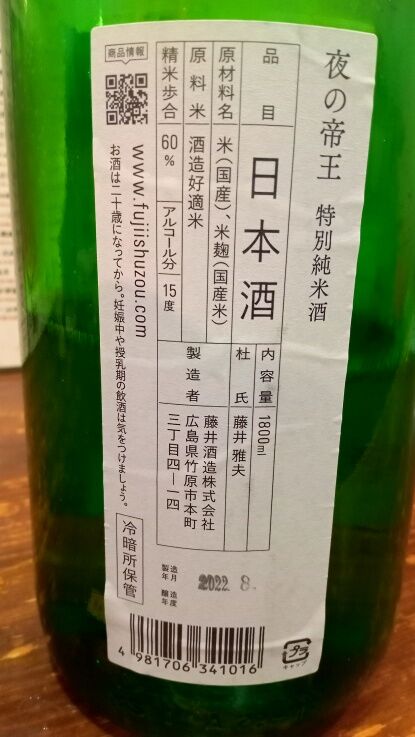 夜の帝王 特別純米酒
品目 日本酒
内容量 1800ml
杜氏 藤井雅夫
原材料名 米(国産)、米麹(国産米)
原料米 酒造好適米
製造者 藤井酒造株式会社
広島県竹原市本町
三丁目四―一四
精米歩合 60%
アルコール分 15度
商品情報
www.fujiishuzou.com
お酒は二十歳になってから。妊娠中や授乳期の飲酒は気をつけましょう。
冷暗所保管
製造年月 2022. 8.
醸造年度
4 981706 341016
タラ
キャップ